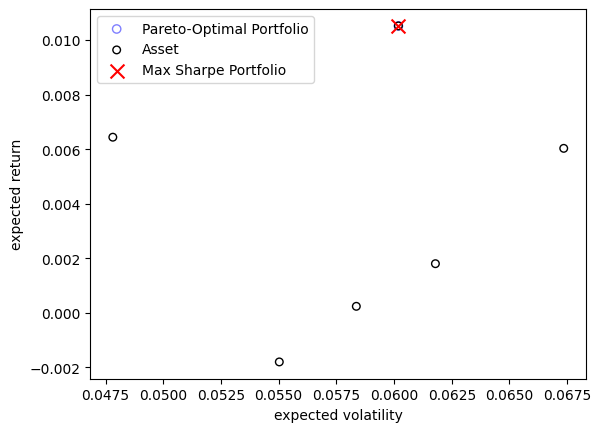 Pareto-Optimal Portfolio
Asset
Max Sharpe Portfolio
0.010
0.008
0.006
0.004
0.002
0.000
−0.002
expected return
0.0475 0.0500 0.0525 0.0550 0.0575 0.0600 0.0625 0.0650 0.0675
expected volatility